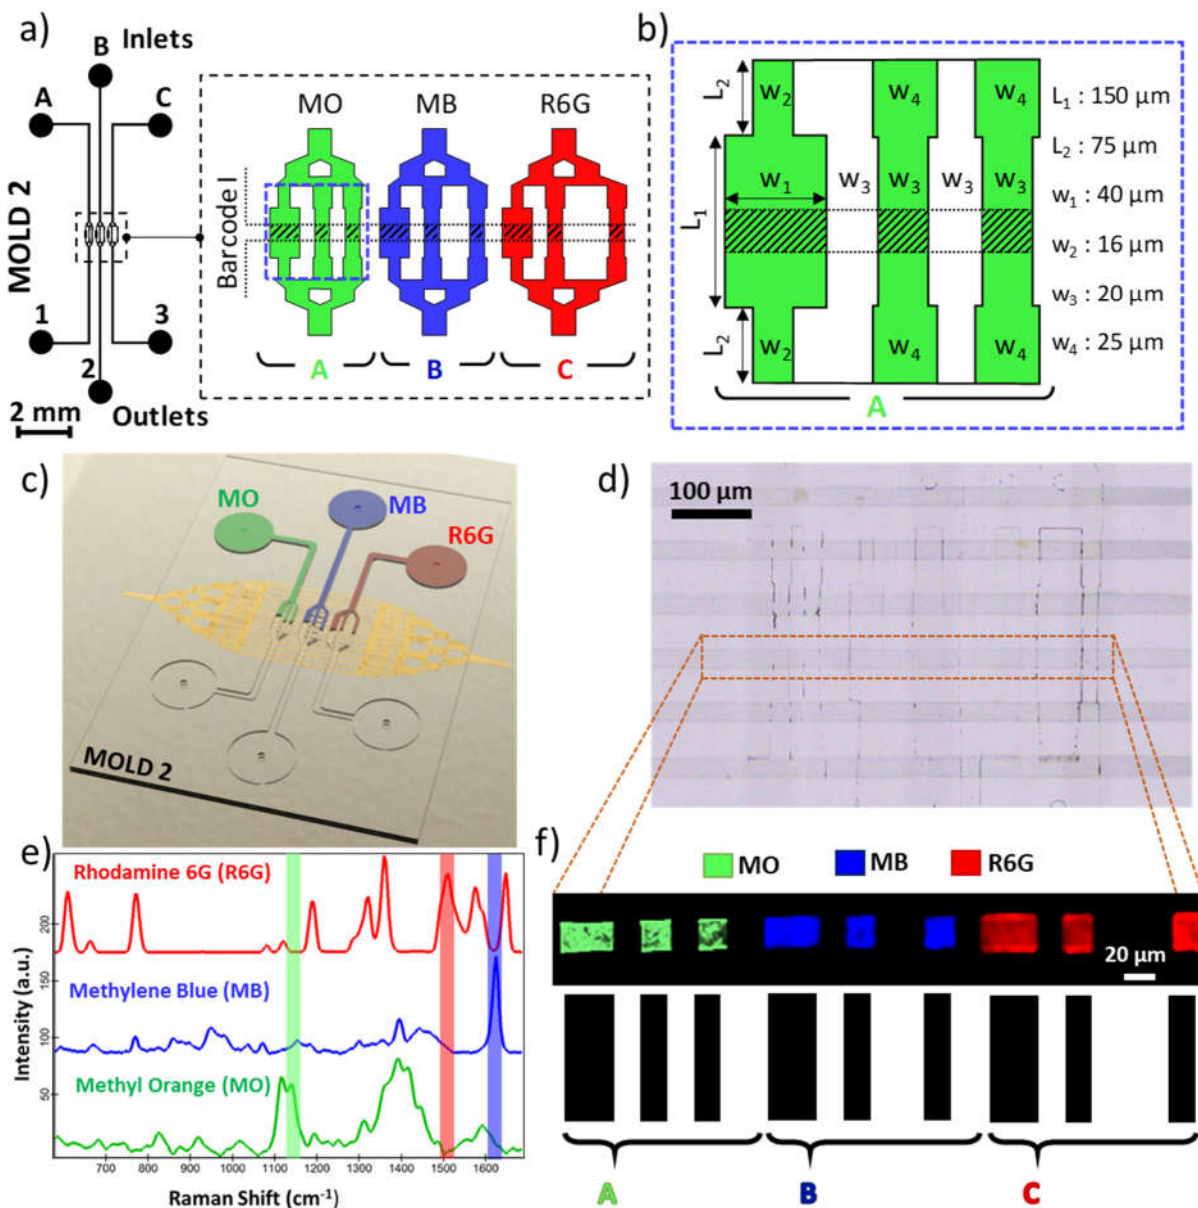 a)
B Inlets
A C
MOLD 2
1 3
2
Outlets
2 mm
MO MB R6G
Barcode I
A B C
b)
L2 w2 w4 w4
L1 w1 w3 w3 w3 w3
L2 w2 w4 w4
A
L1 : 150 µm
L2 : 75 µm
w1 : 40 µm
w2 : 16 µm
w3 : 20 µm
w4 : 25 µm
c)
MO
MB
R6G
MOLD 2
d)
100 µm
e)
Rhodamine 6G (R6G)
Methylene Blue (MB)
Methyl Orange (MO)
Intensity (a.u.)
200
150
100
50
700 800 900 1000 1100 1200 1300 1400 1500 1600
Raman Shift (cm-1)
f)
MO MB R6G
20 µm
A B C